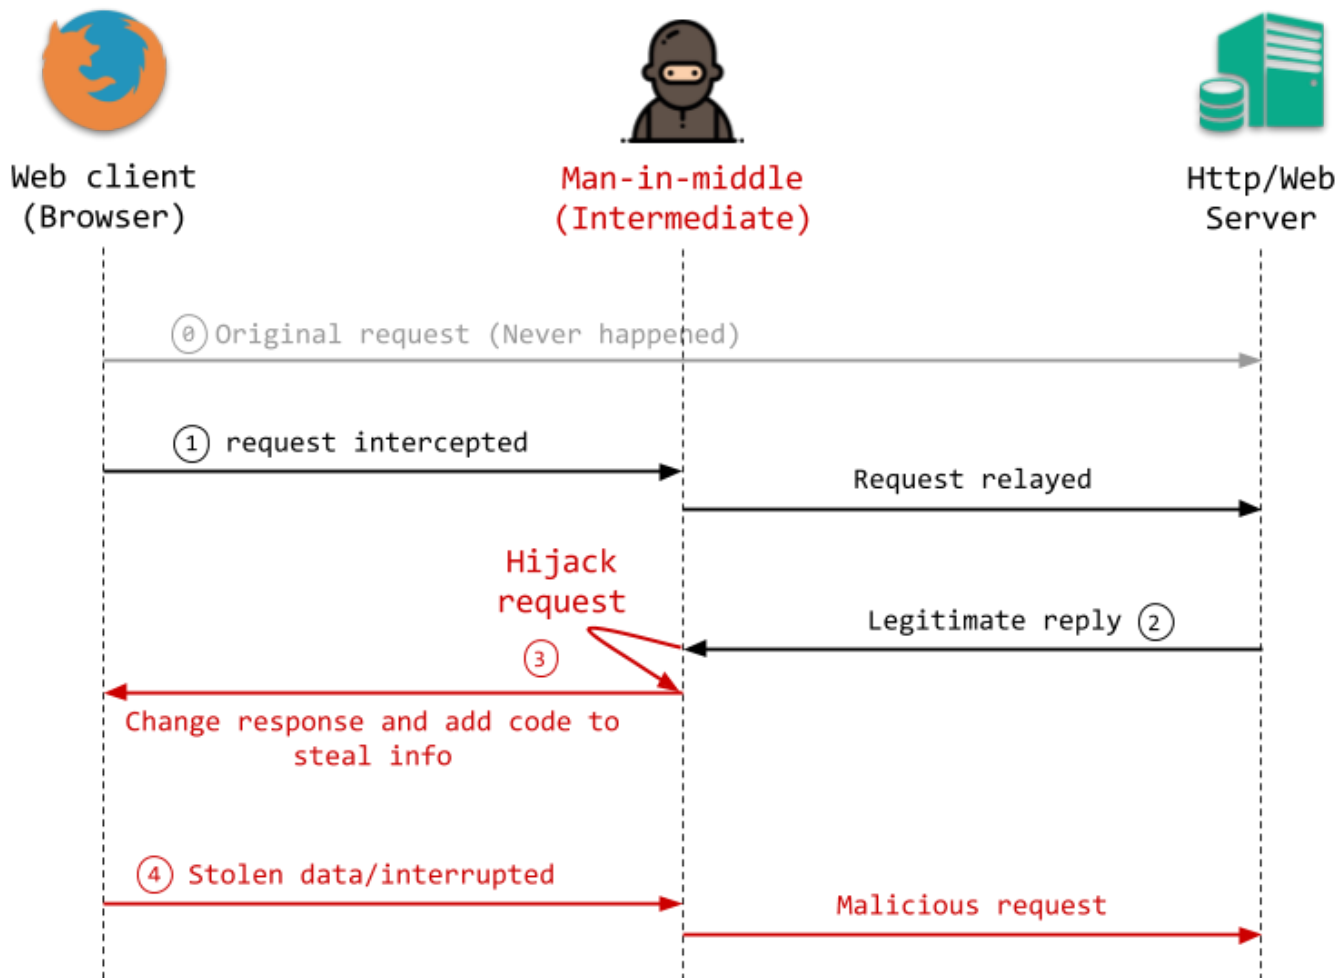 Web client
(Browser)
Man-in-middle
(Intermediate)
Http/Web
Server
0 Original request (Never happened)
1 request intercepted
Request relayed
Hijack
request
Legitimate reply 2
3
Change response and add code to
steal info
4 Stolen data/interrupted
Malicious request